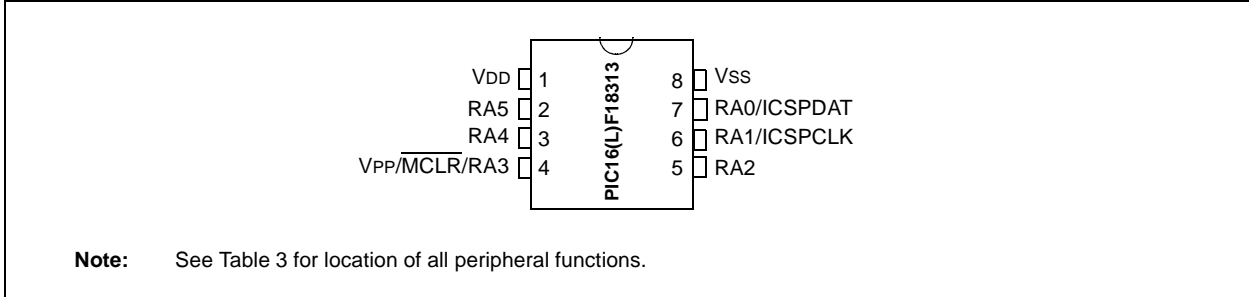 VDD 1 8 VSS
RA5 2 7 RA0/ICSPDAT
RA4 3 6 RA1/ICSPCLK
VPP/MCLR/RA3 4 5 RA2
PIC16(L)F18313
Note: See Table 3 for location of all peripheral functions.